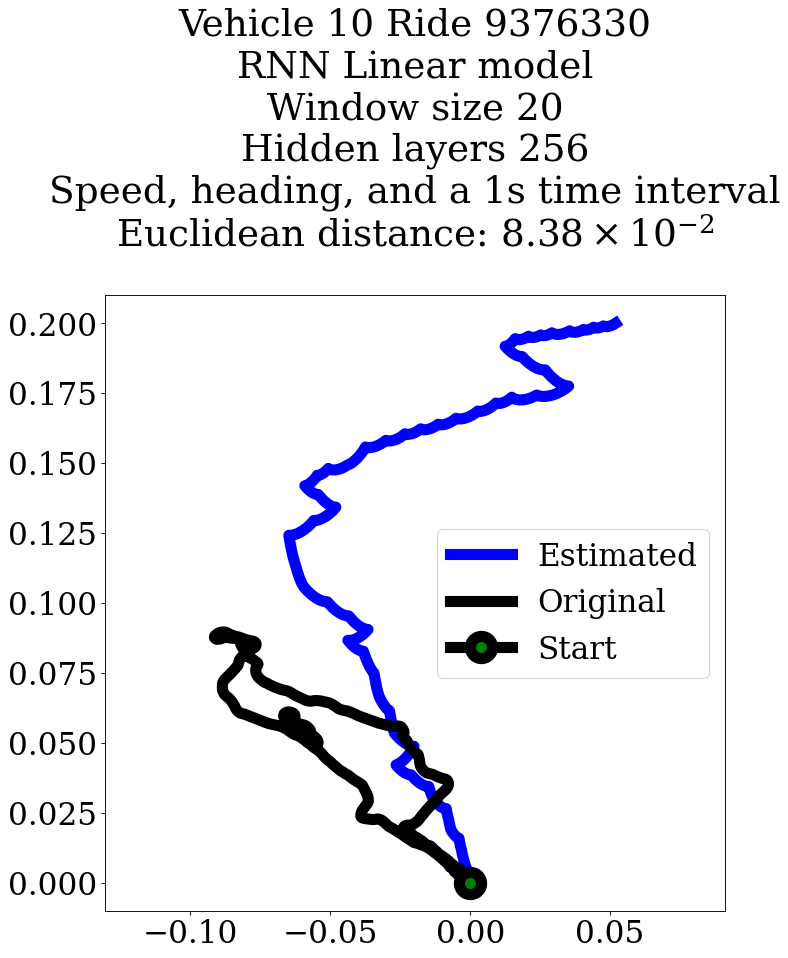 Vehicle 10 Ride 9376330
RNN Linear model
Window size 20
Hidden layers 256
Speed, heading, and a 1s time interval
Euclidean distance: 8.38 × 10⁻²
0.200
0.175
0.150
0.125
0.100
0.075
0.050
0.025
0.000
Estimated
Original
Start
−0.10
−0.05
0.00
0.05